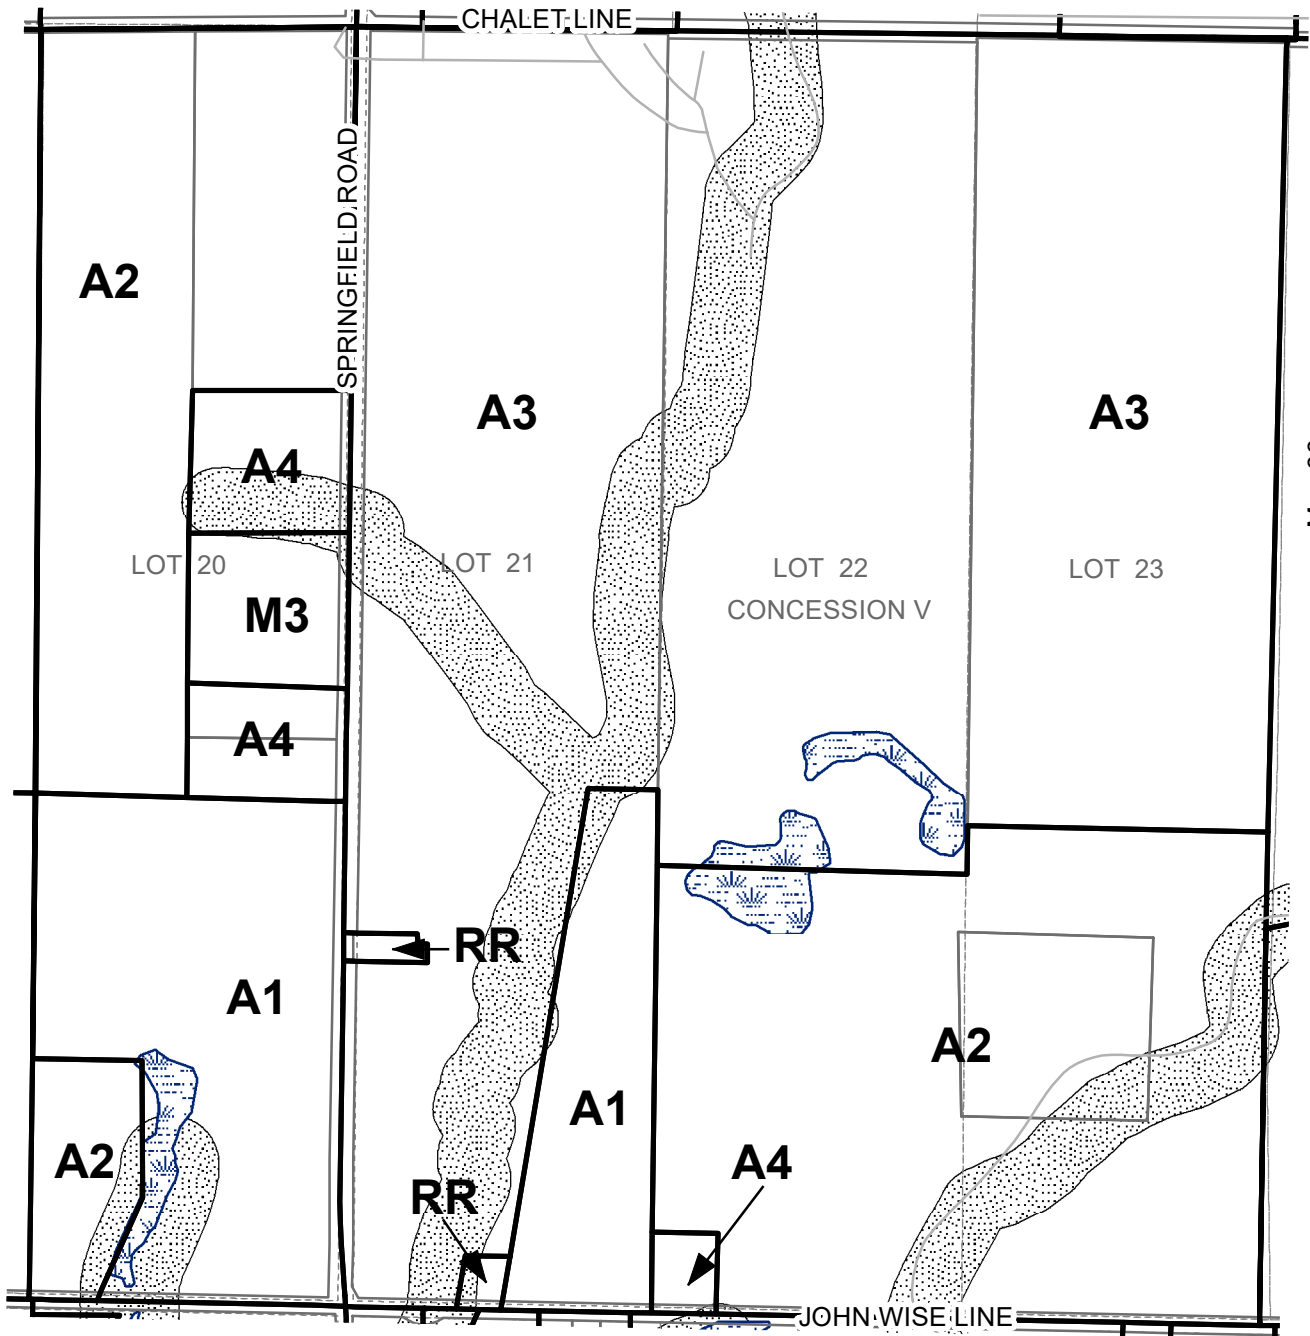 CHALET LINE
SPRINGFIELD ROAD
A2
A3
A3
A4
LOT 20
LOT 21
LOT 22
LOT 23
CONCESSION V
M3
A4
RR
A1
A2
A1
A2
A4
RR
JOHN WISE LINE